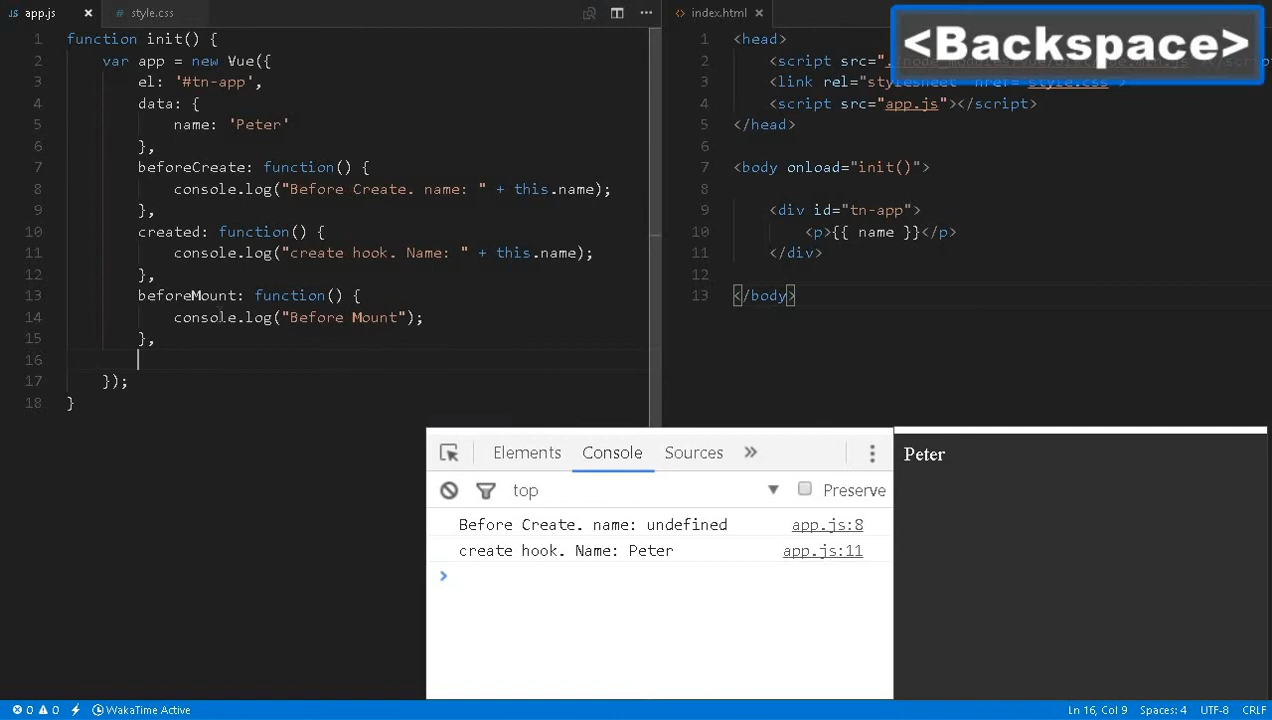 app.js
style.css
index.html
<Backspace>
1 function init() {
2 var app = new Vue({
3 el: '#tn-app',
4 data: {
5 name: 'Peter'
6 },
7 beforeCreate: function() {
8 console.log("Before Create. name: " + this.name);
9 },
10 created: function() {
11 console.log("create hook. Name: " + this.name);
12 },
13 beforeMount: function() {
14 console.log("Before Mount");
15 },
16
17 });
18 }
1 <head>
2 <script src="
3 <link rel="stylesheet" href="style.css">
4 <script src="app.js"></script>
5 </head>
6
7 <body onload="init()">
8
9 <div id="tn-app">
10 <p>{{ name }}</p>
11 </div>
12
13 </body>
Elements Console Sources »
top Preserve
Before Create. name: undefined app.js:8
create hook. Name: Peter app.js:11
Peter
0 0 WakaTime Active Ln 16, Col 9 Spaces: 4 UTF-8 CRLF